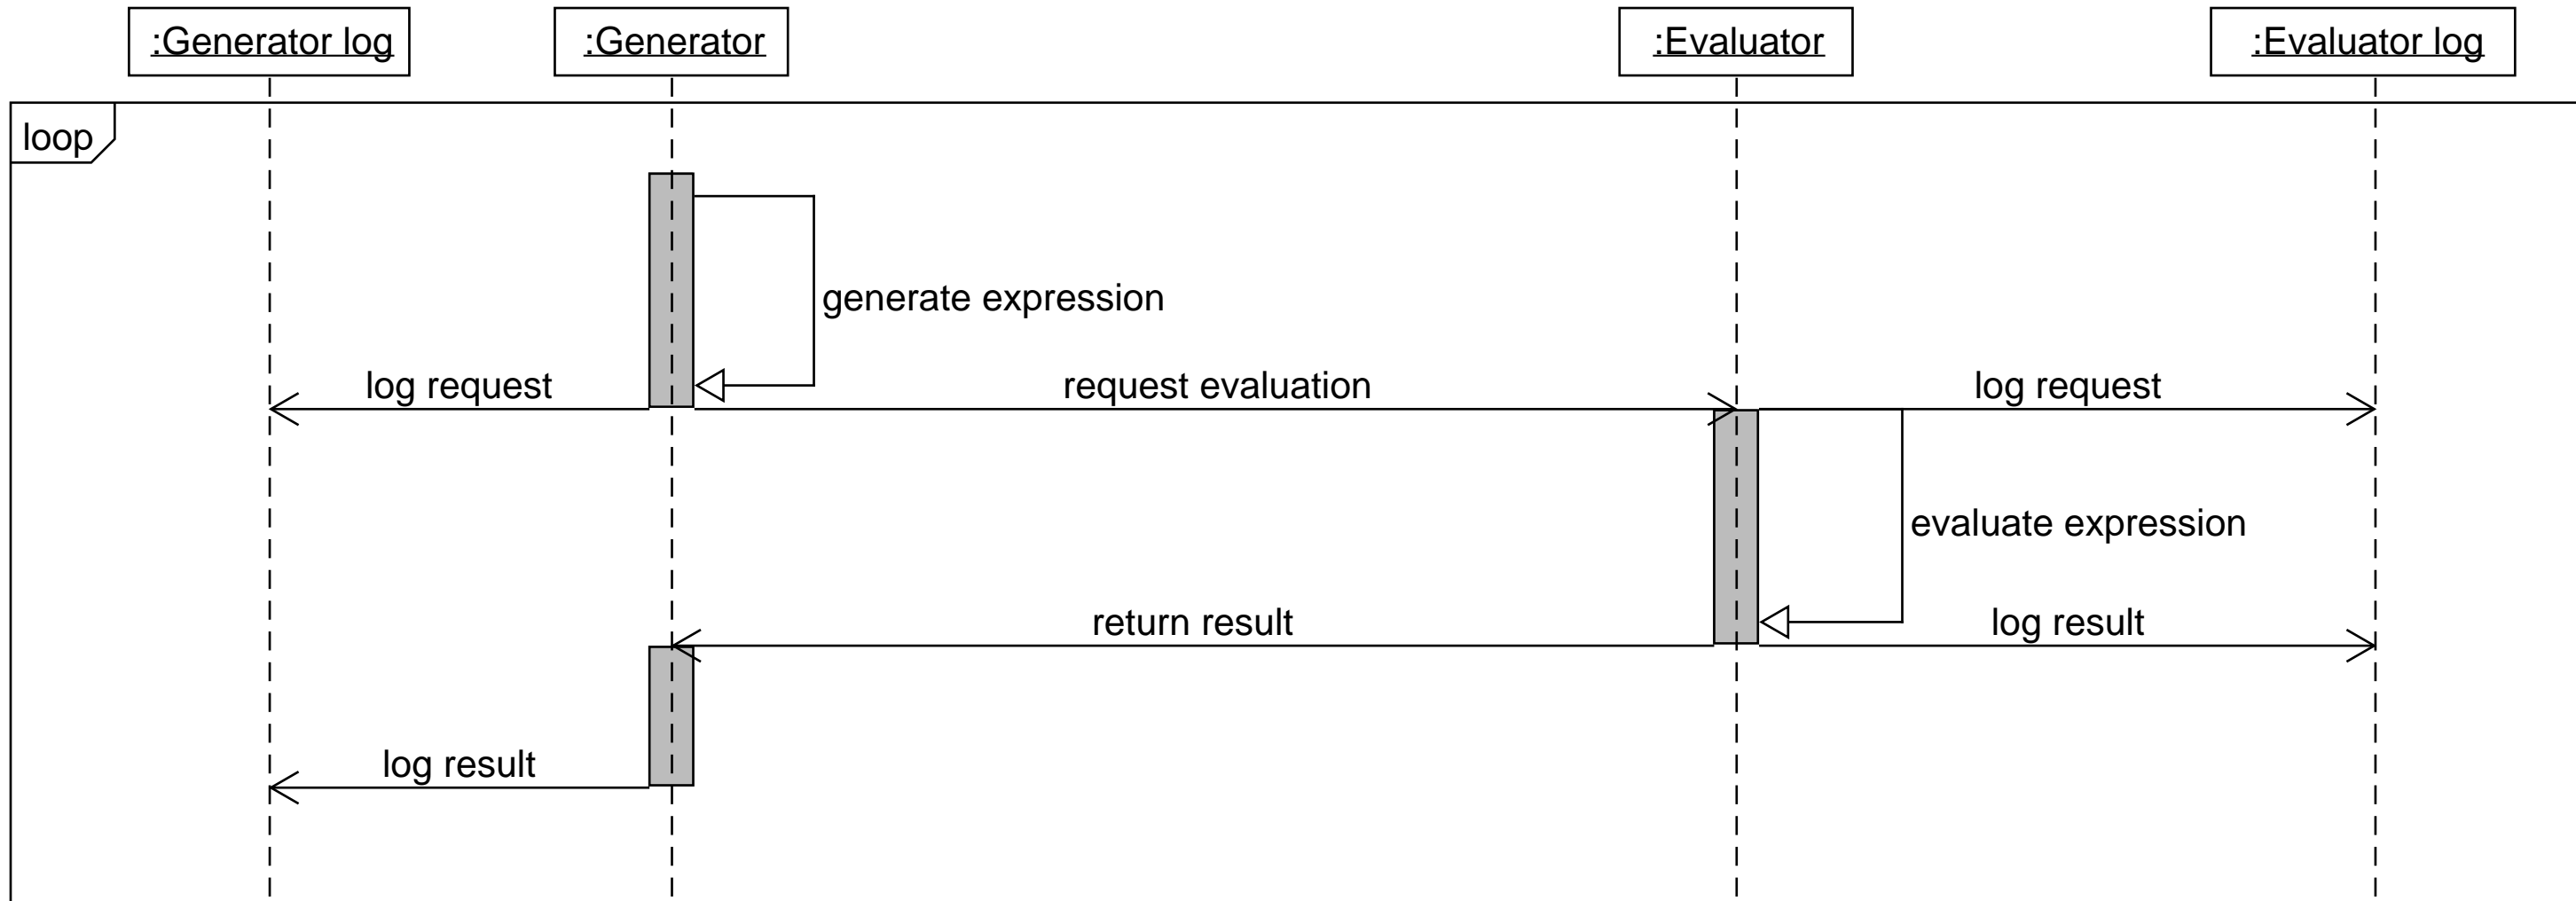 :Generator log
:Generator
:Evaluator
:Evaluator log
loop
generate expression
log request
request evaluation
log request
evaluate expression
return result
log result
log result